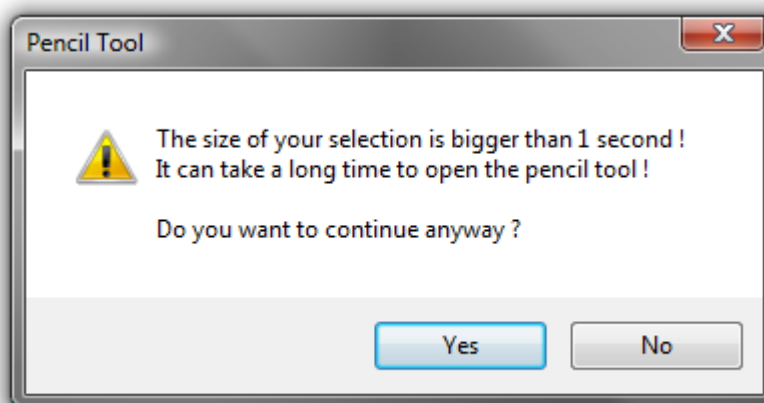 Pencil Tool
The size of your selection is bigger than 1 second !
It can take a long time to open the pencil tool !
Do you want to continue anyway ?
Yes
No